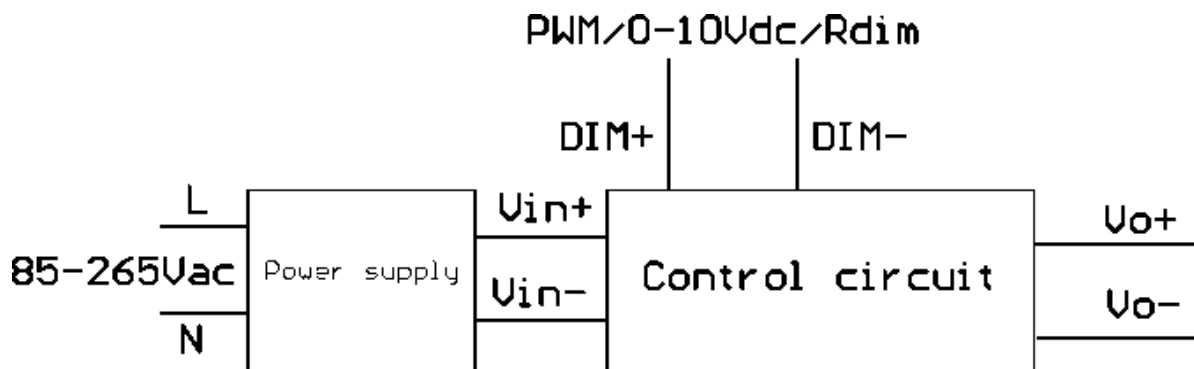 PWM/0-10Vdc/Rdim
DIM+ DIM-
L
85-265Vac
N
Power supply
Vin+
Vin-
Control circuit
Vo+
Vo-